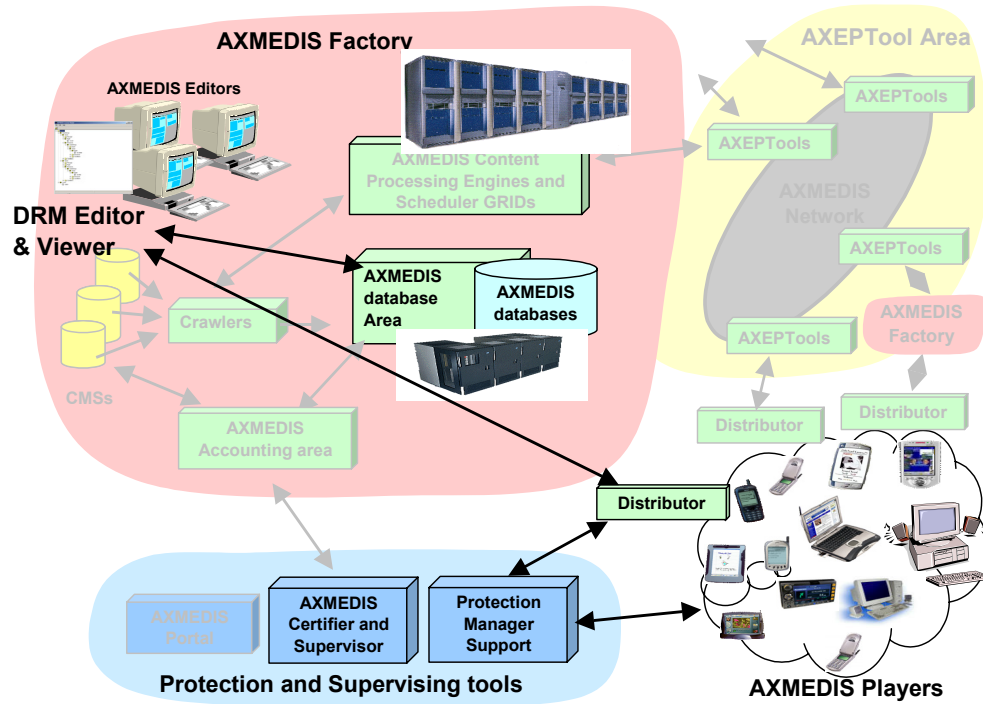 AXMEDIS Factory
AXEPTool Area
AXMEDIS Editors
AXEPTools
AXEPTools
AXMEDIS Content
Processing Engines and
Scheduler GRIDs
AXMEDIS
Network
DRM Editor
& Viewer
AXEPTools
AXMEDIS
database
Area
AXMEDIS
databases
Crawlers
AXMEDIS
Factory
AXEPTools
CMSs
AXMEDIS
Accounting area
Distributor
Distributor
Distributor
AXMEDIS
Portal
AXMEDIS
Certifier and
Supervisor
Protection
Manager
Support
Protection and Supervising tools
AXMEDIS Players